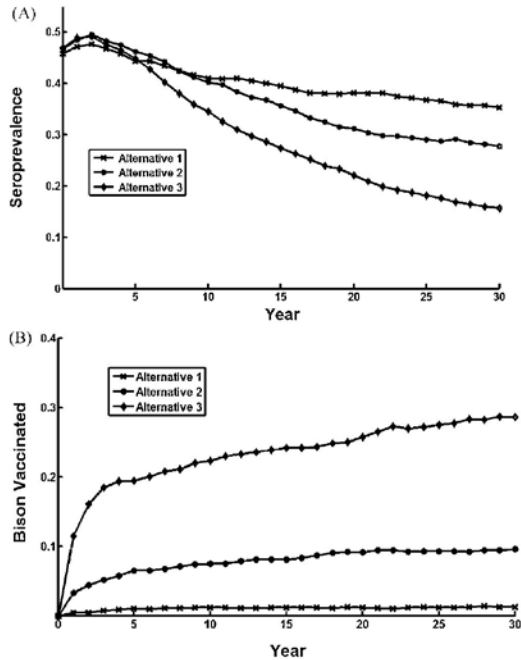 (A)
0.5
0.4
0.3
0.2
0.1
0
Seroprevalence
Alternative 1
Alternative 2
Alternative 3
5 10 15 20 25 30
Year
(B)
0.4
0.3
0.2
0.1
0
Bison Vaccinated
Alternative 1
Alternative 2
Alternative 3
0 5 10 15 20 25 30
Year